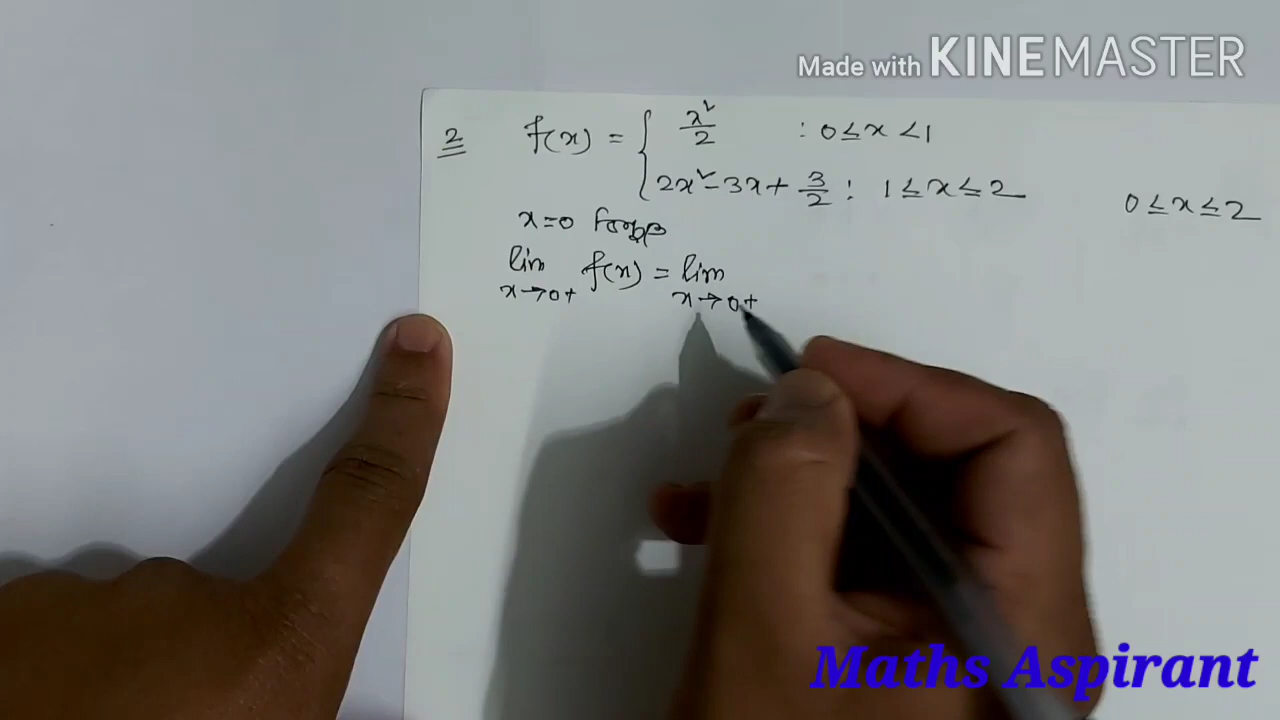 Made with KINEMASTER
2 f(x) = { x²/2 : 0 ≤ x < 1
2x² - 3x + 3/2 : 1 ≤ x ≤ 2
0 ≤ x ≤ 2
x = 0
lim x→0+ f(x) = lim x→0+
Maths Aspirant